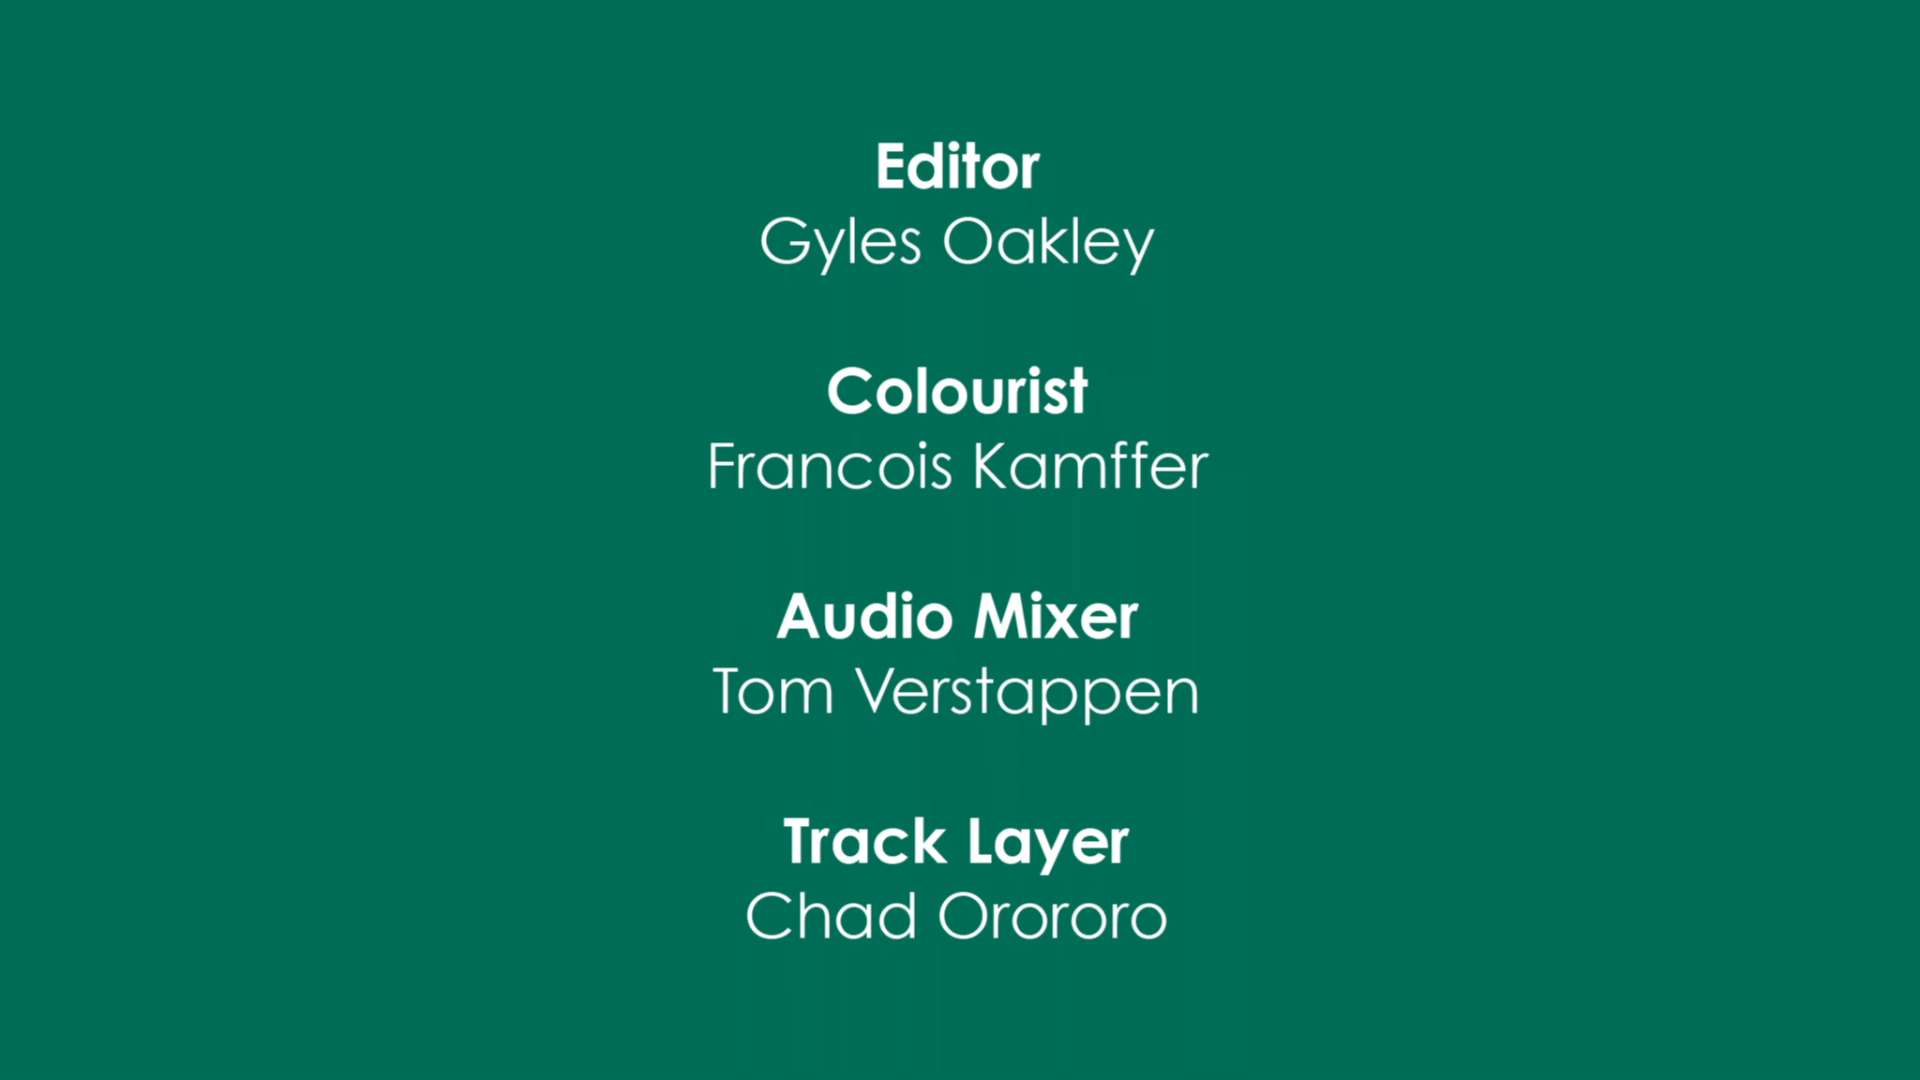 Editor
Gyles Oakley
Colourist
Francois Kamffer
Audio Mixer
Tom Verstappen
Track Layer
Chad Orororo